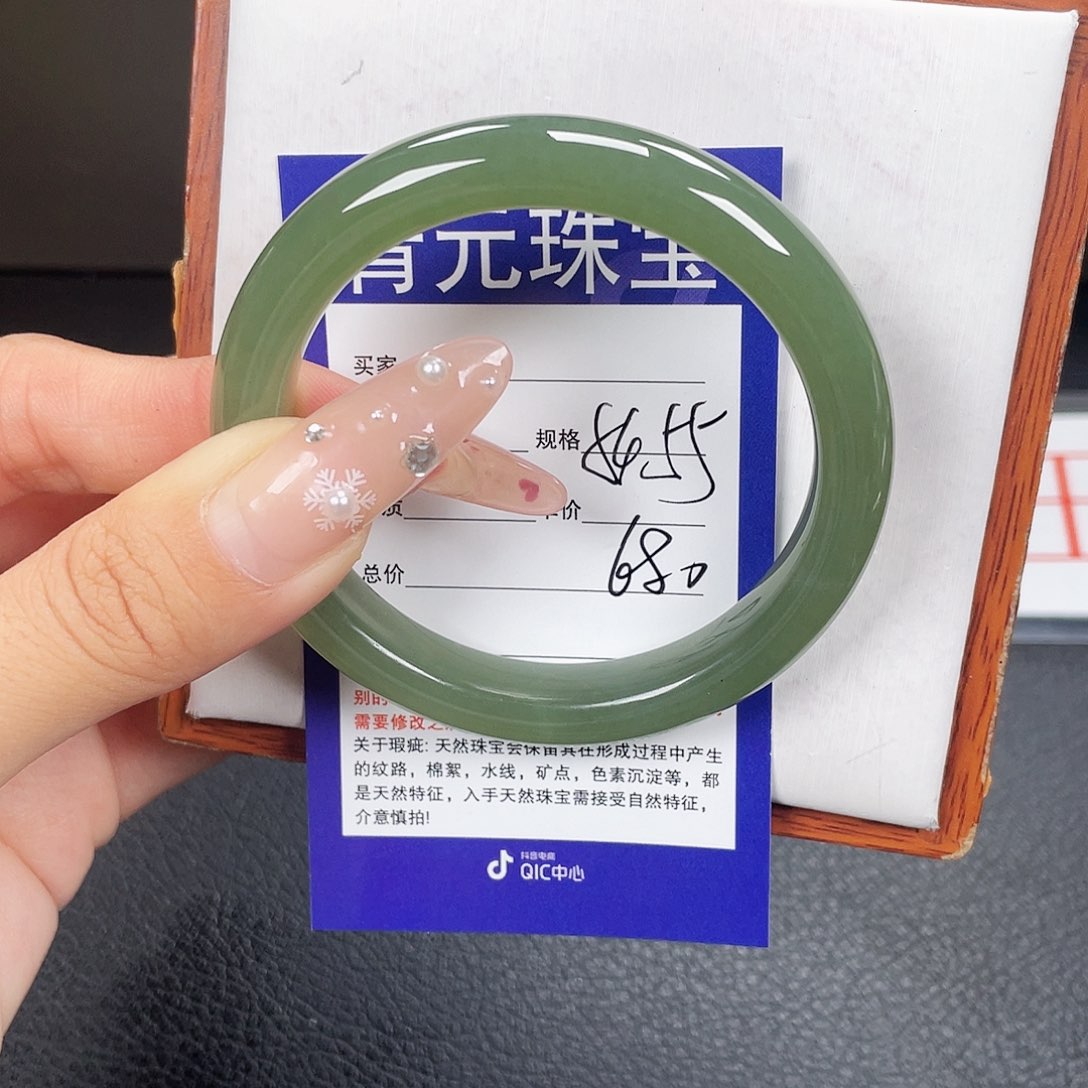 元珠宝
买家
规格
价
总价 680
别的
需要修改之
关于瑕疵: 天然珠宝会保留其在形成过程中产生
的纹路，棉絮，水线，矿点，色素沉淀等，都
是天然特征，入手天然珠宝需接受自然特征，
介意慎拍!
抖音电商
QIC中心